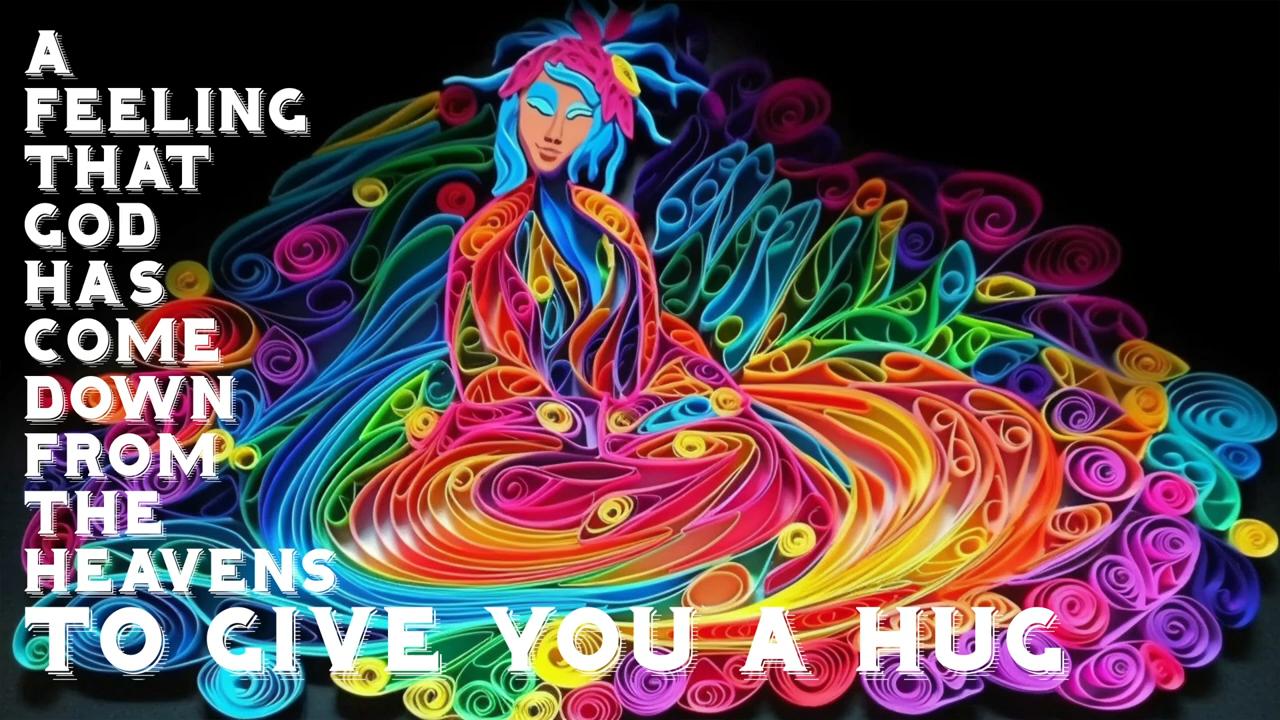 A
FEELING
THAT
GOD
HAS
COME
DOWN
FROM
THE
HEAVENS
TO GIVE YOU A HUG